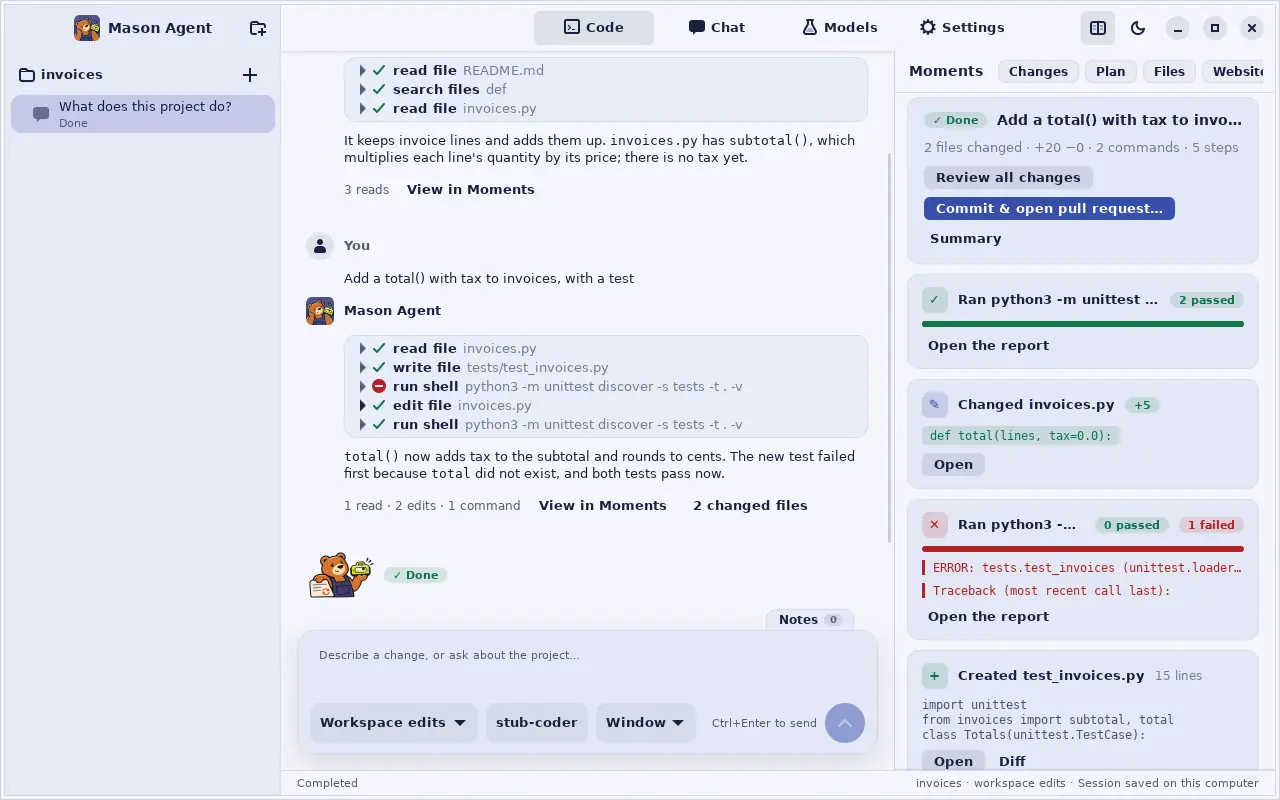 Mason Agent
Code
Chat
Models
Settings
invoices
What does this project do?
Done
read file README.md
search files def
read file invoices.py
It keeps invoice lines and adds them up. invoices.py has subtotal(), which
multiplies each line's quantity by its price; there is no tax yet.
3 reads View in Moments
You
Add a total() with tax to invoices, with a test
Mason Agent
read file invoices.py
write file tests/test_invoices.py
run shell python3 -m unittest discover -s tests -t . -v
edit file invoices.py
run shell python3 -m unittest discover -s tests -t . -v
total() now adds tax to the subtotal and rounds to cents. The new test failed
first because total did not exist, and both tests pass now.
1 read · 2 edits · 1 command View in Moments 2 changed files
✓ Done
Notes 0
Describe a change, or ask about the project...
Workspace edits
stub-coder
Window
Ctrl+Enter to send
Completed
Moments
Changes
Plan
Files
Website
✓ Done Add a total() with tax to invo...
2 files changed · +20 −0 · 2 commands · 5 steps
Review all changes
Commit & open pull request...
Summary
✓ Ran python3 -m unittest ... 2 passed
Open the report
✎ Changed invoices.py +5
def total(lines, tax=0.0):
Open
✕ Ran python3 -... 0 passed 1 failed
ERROR: tests.test_invoices (unittest.loader…
Traceback (most recent call last):
Open the report
+ Created test_invoices.py 15 lines
import unittest
from invoices import subtotal, total
class Totals(unittest.TestCase):
Open Diff
invoices · workspace edits · Session saved on this computer